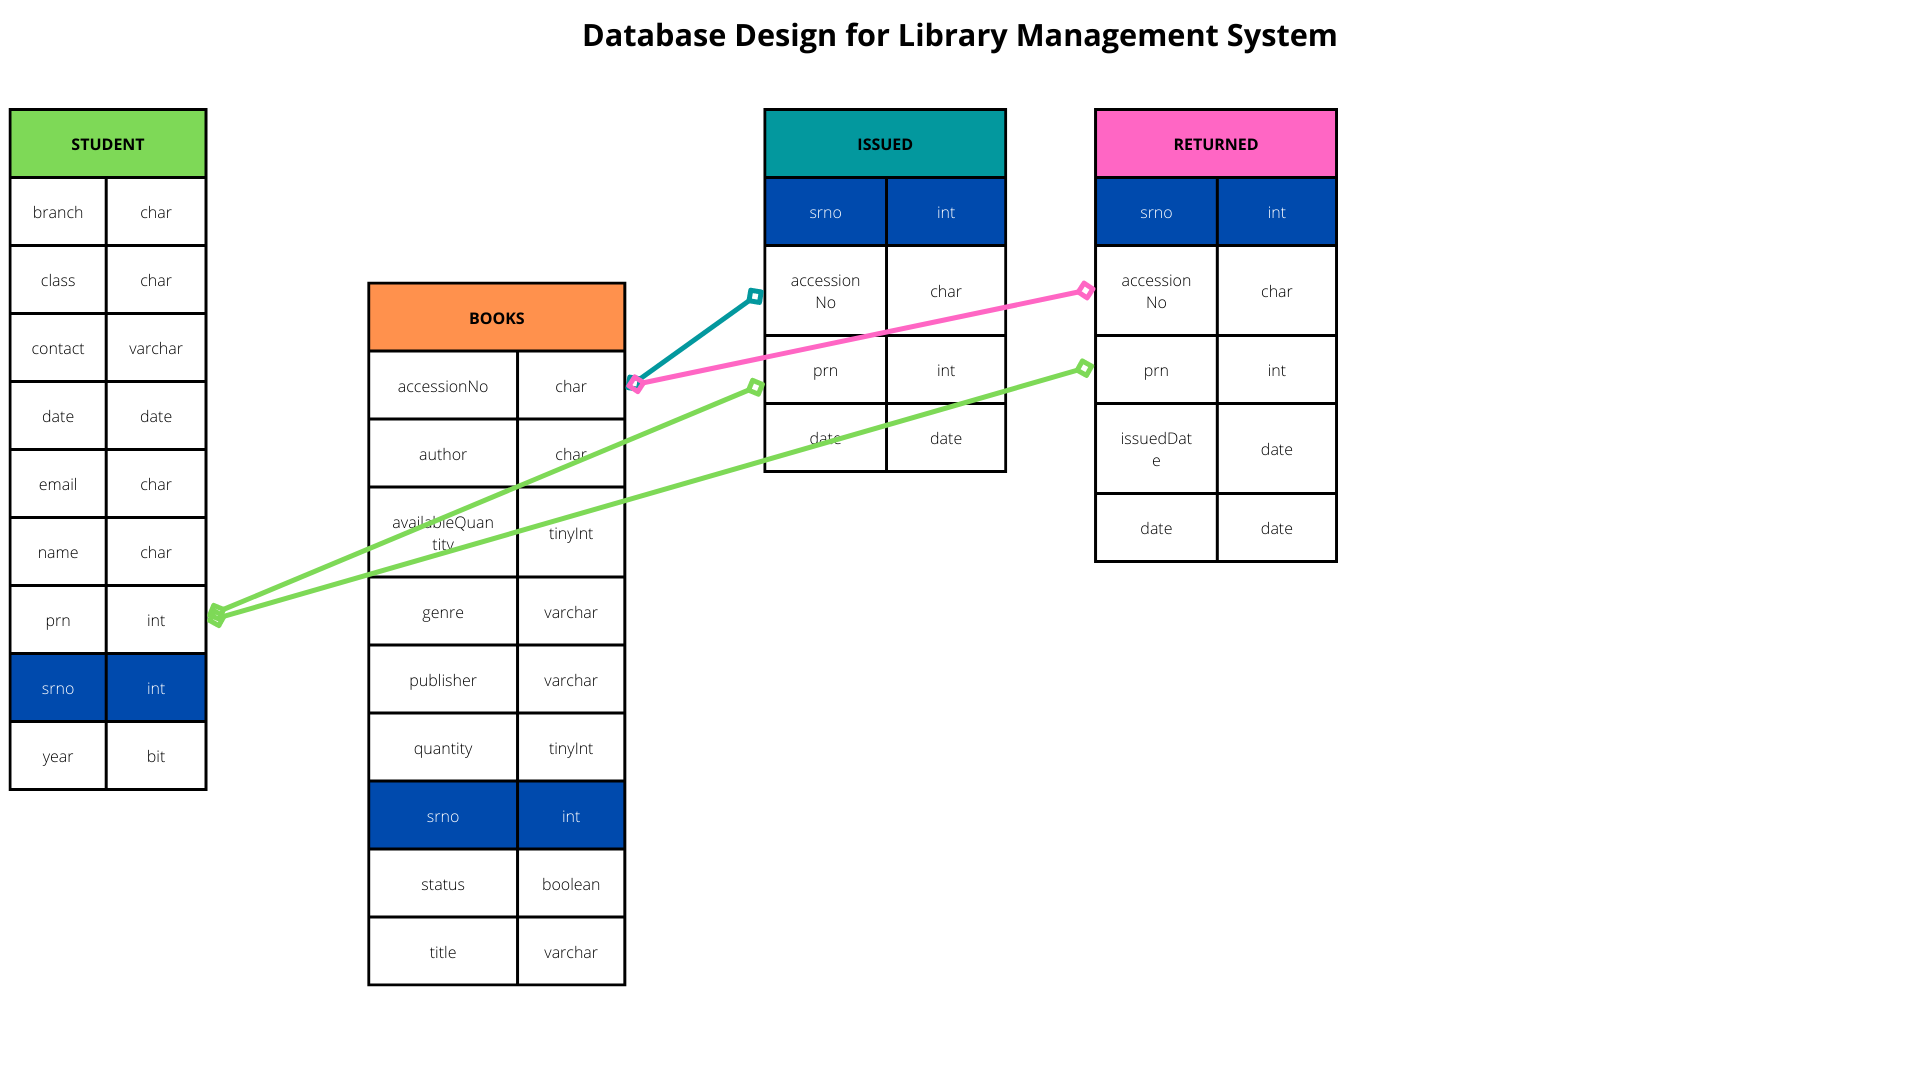 Database Design for Library Management System
STUDENT
branch char
class char
contact varchar
date date
email char
name char
prn int
srno int
year bit
BOOKS
accessionNo char
author char
availableQuan
tity
tinyInt
genre varchar
publisher varchar
quantity tinyInt
srno int
status boolean
title varchar
ISSUED
srno int
accession
No
char
prn int
date date
RETURNED
srno int
accession
No
char
prn int
issuedDat
e
date
date date